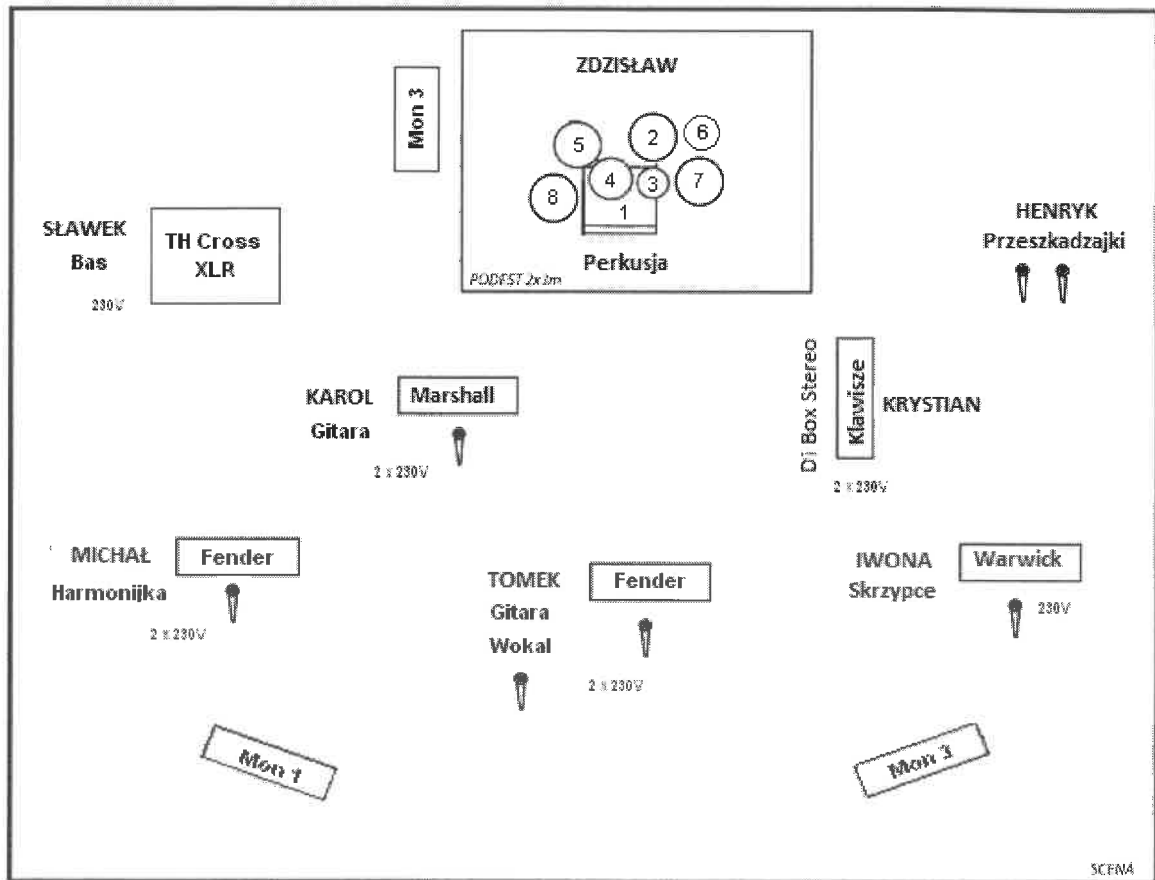 ZDZISŁAW
Mon 3
5
2
6
4
3
7
8
1
Perkusja
PODEST 2x3m
SŁAWEK
Bas
230V
TH Cross
XLR
HENRYK
Przeszkadzajki
KAROL
Gitara
Marshall
2 x 230V
Di Box Stereo
Klawisze
KRYSTIAN
2 x 230V
MICHAŁ
Harmonijka
Fender
2 x 230V
TOMEK
Gitara
Wokal
Fender
2 x 230V
IWONA
Skrzypce
Warwick
230V
Mon 1
Mon 3
SCENA